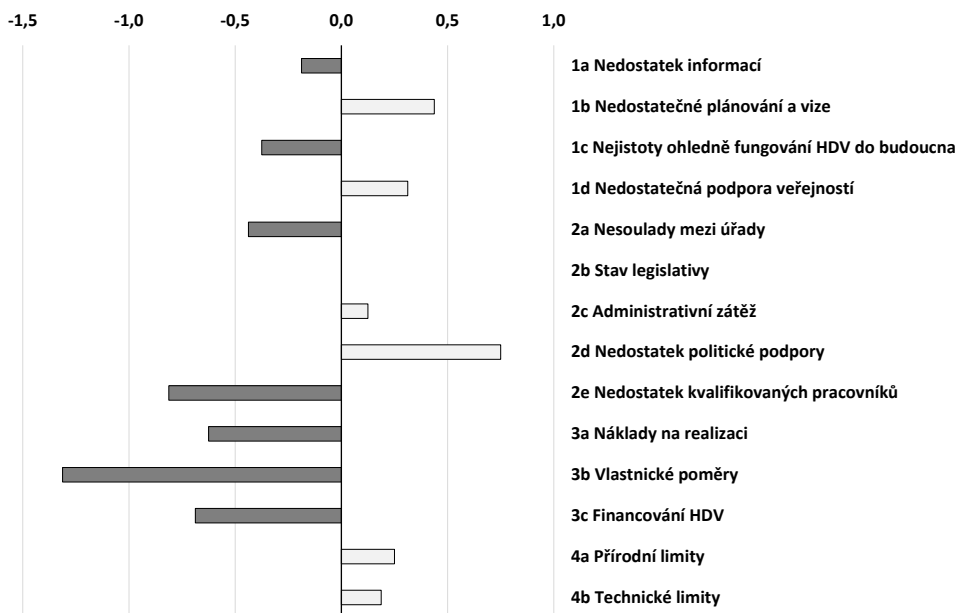 -1,5 -1,0 -0,5 0,0 0,5 1,0
1a Nedostatek informací
1b Nedostatečné plánování a vize
1c Nejistoty ohledně fungování HDV do budoucna
1d Nedostatečná podpora veřejností
2a Nesoulady mezi úřady
2b Stav legislativy
2c Administrativní zátěž
2d Nedostatek politické podpory
2e Nedostatek kvalifikovaných pracovníků
3a Náklady na realizaci
3b Vlastnické poměry
3c Financování HDV
4a Přírodní limity
4b Technické limity